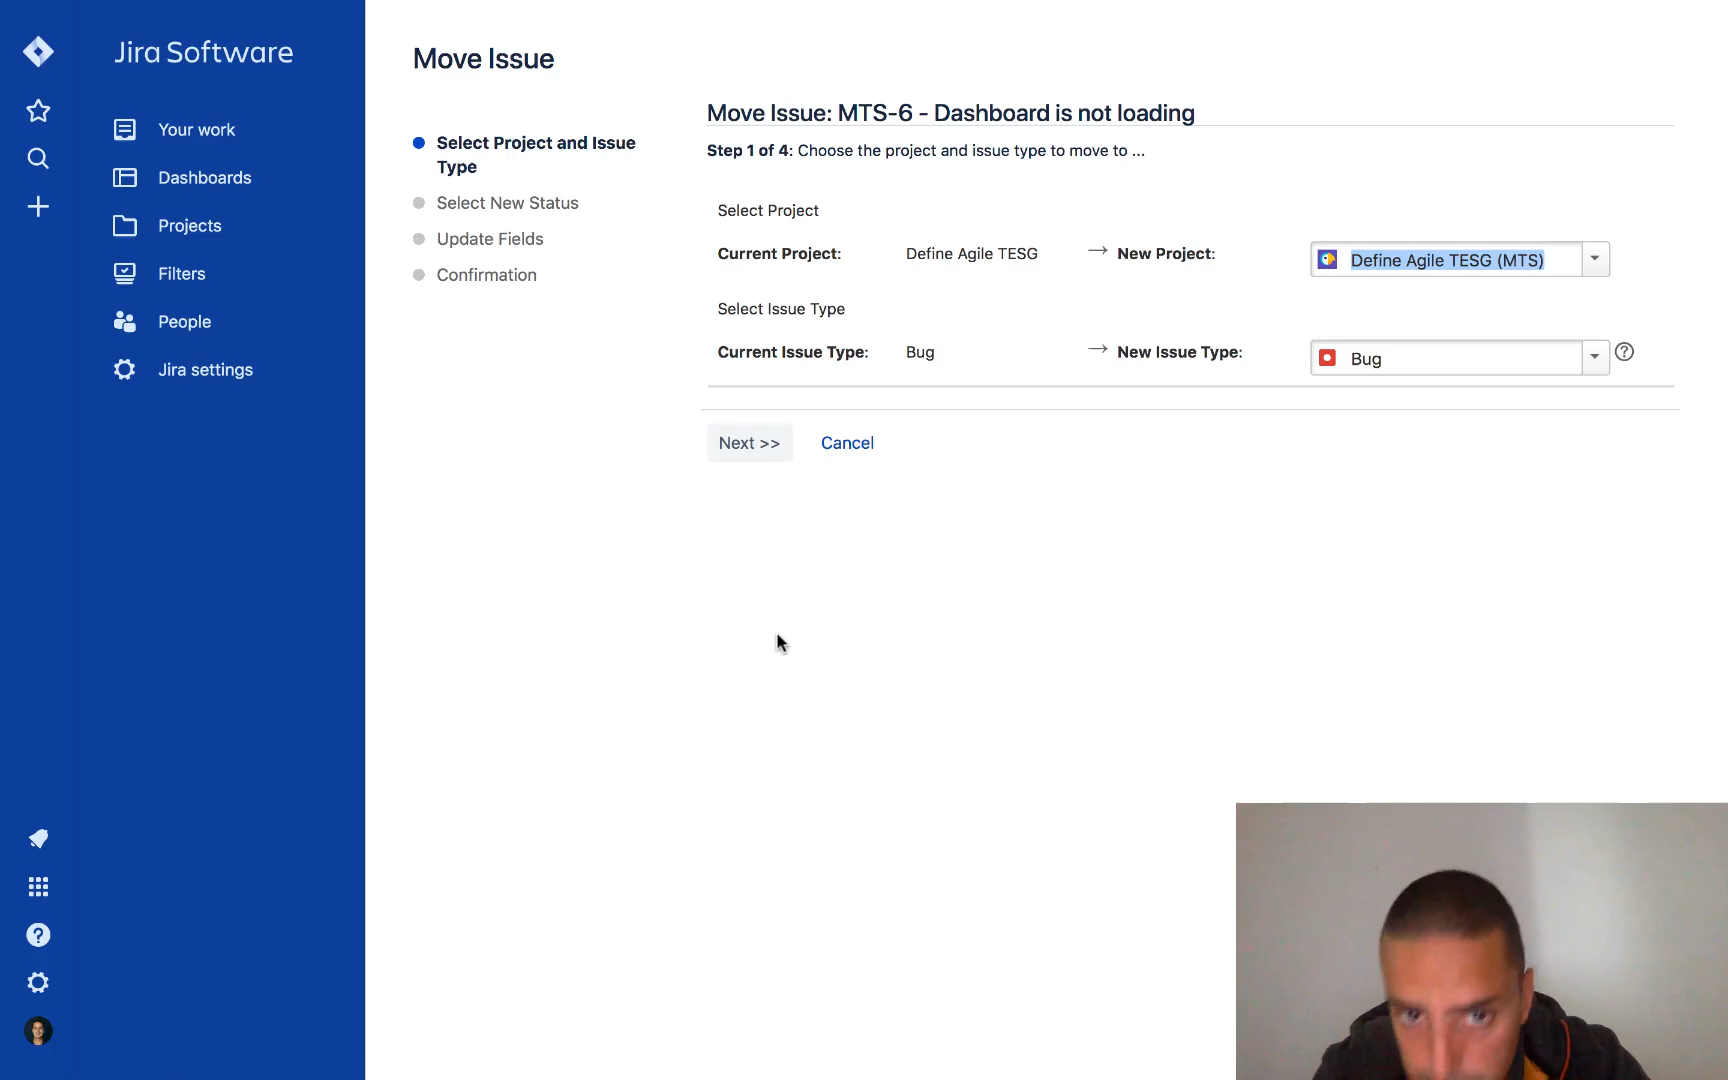 Jira Software
Your work
Dashboards
Projects
Filters
People
Jira settings
Move Issue
Select Project and Issue
Type
Select New Status
Update Fields
Confirmation
Move Issue: MTS-6 - Dashboard is not loading
Step 1 of 4: Choose the project and issue type to move to ...
Select Project
Current Project: Define Agile TESG → New Project: Define Agile TESG (MTS)
Select Issue Type
Current Issue Type: Bug → New Issue Type: Bug ?
Next >> Cancel
?